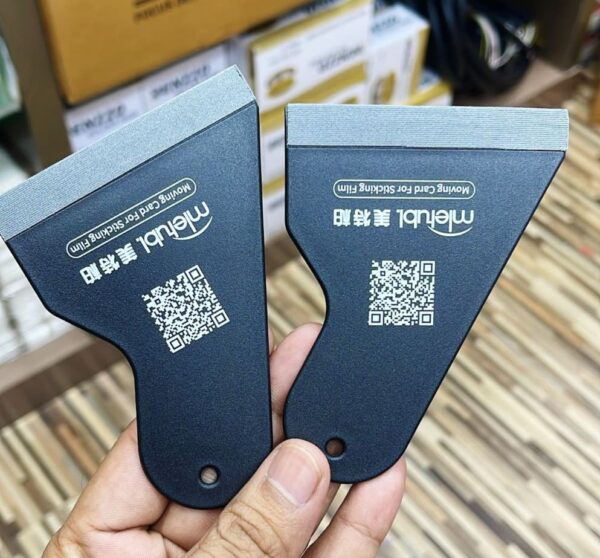 mietubl. 美特柏
Moving Card For Sticking Film
mietubl. 美特柏
Moving Card For Sticking Film